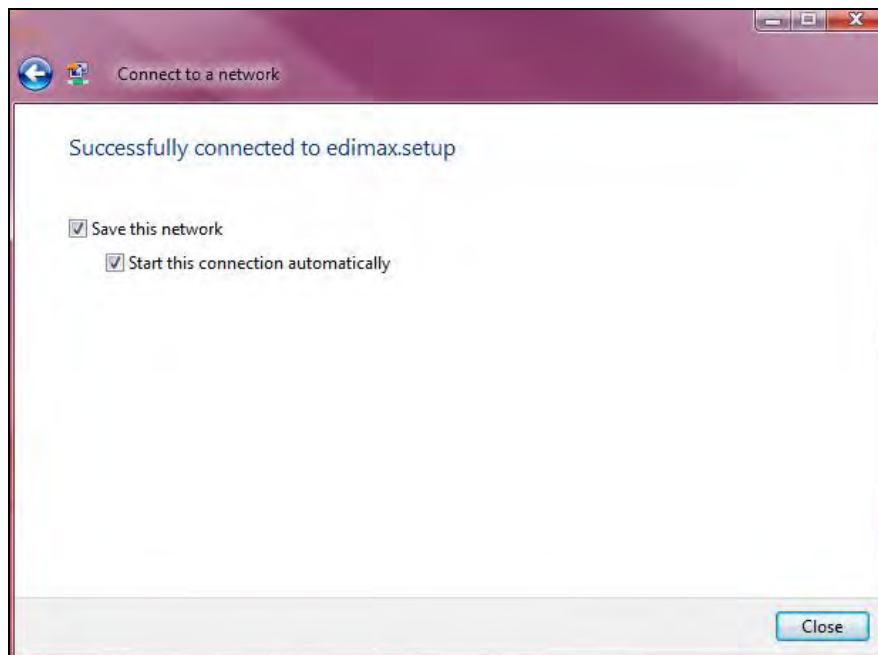 Connect to a network
Successfully connected to edimax.setup
Save this network
Start this connection automatically
Close